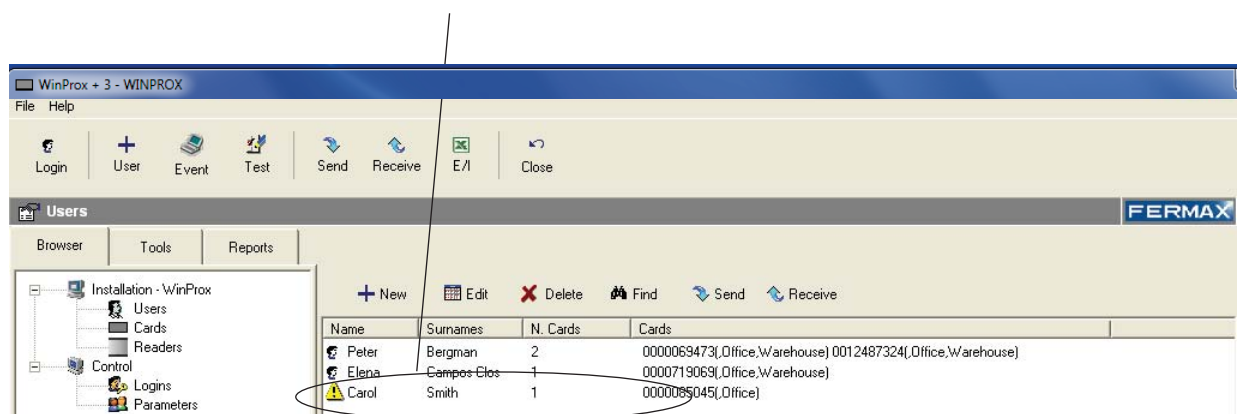 WinProx + 3 - WINPROX
File Help
Login User Event Test Send Receive E/I Close
Users FERMAX
Browser Tools Reports
Installation - WinProx
Users
Cards
Readers
Control
Logins
Parameters
New Edit Delete Find Send Receive
Name Surnames N. Cards Cards
Peter Bergman 2 0000069473(,Office,Warehouse) 0012487324(,Office,Warehouse)
Elena Campos Clos 1 0000719069(,Office,Warehouse)
Carol Smith 1 0000085045(,Office)